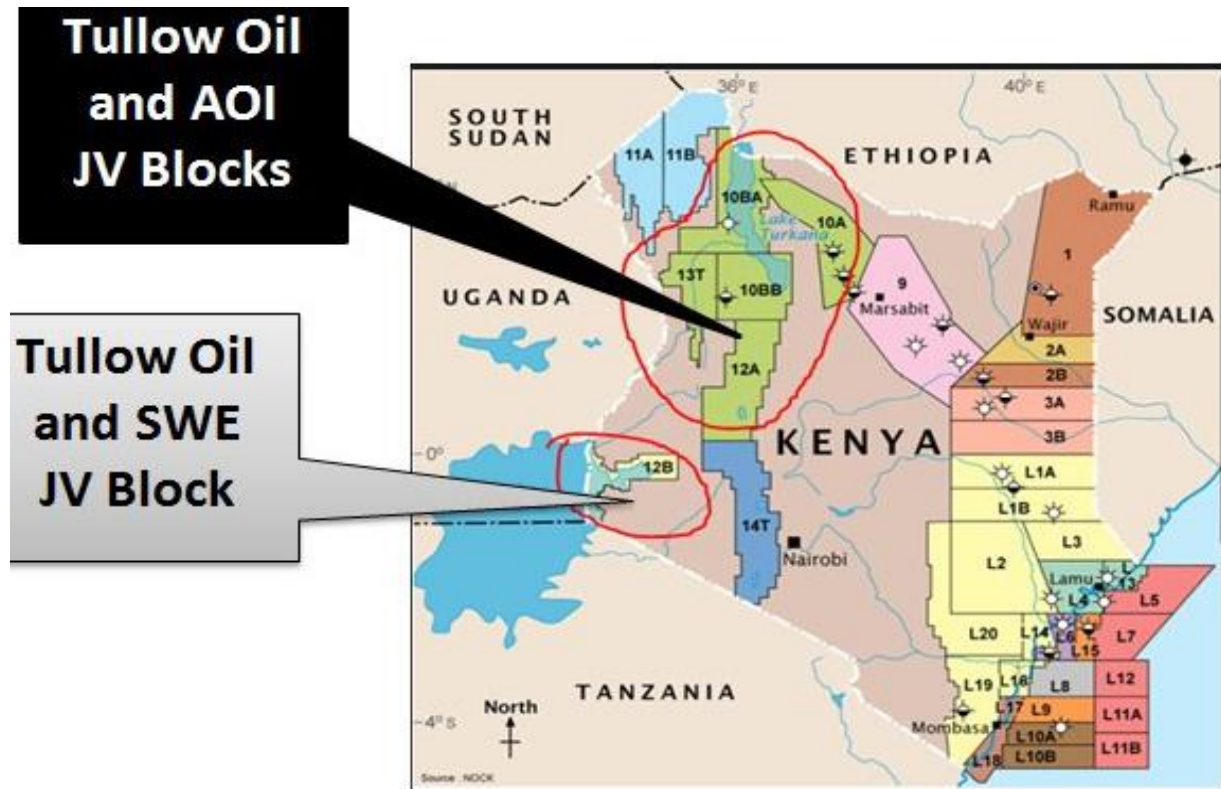 Tullow Oil
and AOI
JV Blocks
Tullow Oil
and SWE
JV Block
36° E
40° E
SOUTH
SUDAN
ETHIOPIA
UGANDA
SOMALIA
KENYA
TANZANIA
11A
11B
10BA
Lake
Turkana
10A
13T
10BB
12A
9
Marsabit
Ramu
1
Wajir
2A
2B
3A
3B
0°
12B
14T
Nairobi
L1A
L1B
L2
L3
Lamu
L
13
L4
L5
L20
L14
L6
L15
L7
L19
L16
L8
L12
L17
L9
L11A
Mombasa
L10A
L10B
L11B
L18
4° S
North
Source : NOCK